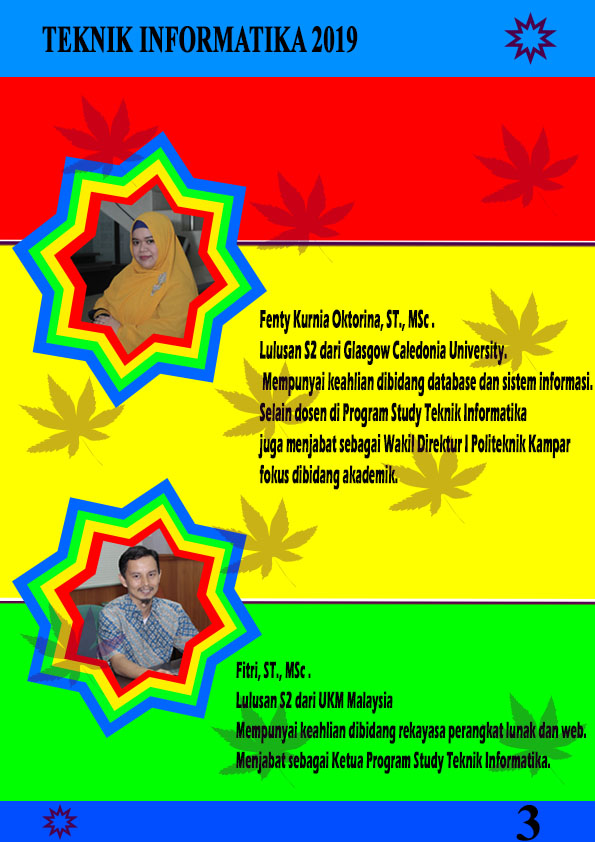 TEKNIK INFORMATIKA 2019
Fenty Kurnia Oktorina, ST., MSc .
Lulusan S2 dari Glasgow Caledonia University.
Mempunyai keahlian dibidang database dan sistem informasi.
Selain dosen di Program Study Teknik Informatika
juga menjabat sebagai Wakil Direktur I Politeknik Kampar
fokus dibidang akademik.
Fitri, ST., MSc .
Lulusan S2 dari UKM Malaysia
Mempunyai keahlian dibidang rekayasa perangkat lunak dan web.
Menjabat sebagai Ketua Program Study Teknik Informatika.
3